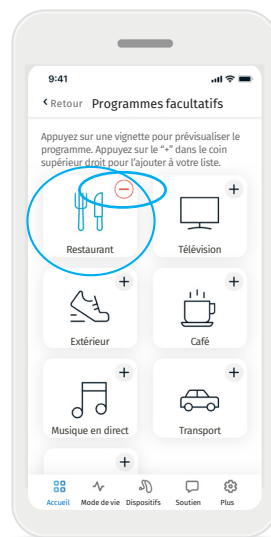 9:41
Retour Programmes facultatifs
Appuyez sur une vignette pour prévisualiser le
programme. Appuyez sur le "+" dans le coin
supérieur droit pour l'ajouter à votre liste.
Restaurant Télévision
Extérieur Café
Musique en direct Transport
Accueil Mode de vie Dispositifs Soutien Plus